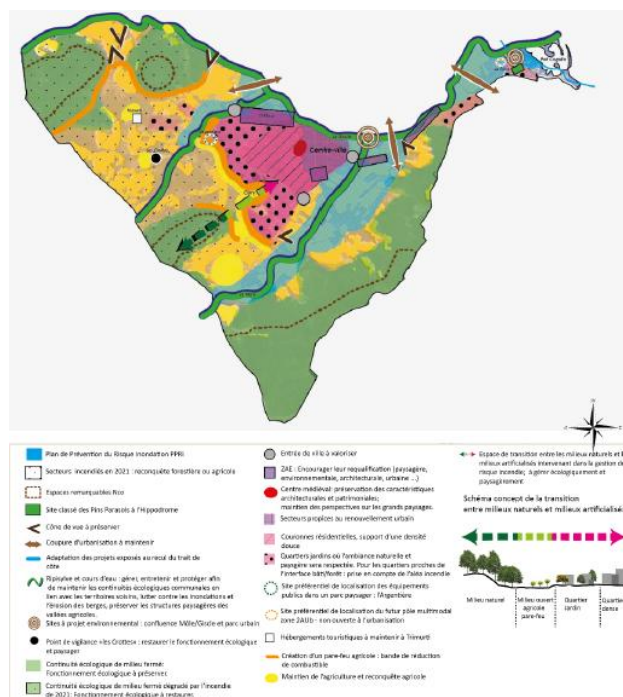 Centre-ville
Plan de Prévention du Risque Inondation PPRI
Secteurs incendiés en 2021 : reconquête forestière ou agricole
Espaces remarquables
Site classé des Pins Parasols à l'Hippodrome
Cône de vue à préserver
Coupure d'urbanisation à maintenir
Adaptation des projets exposés au recul du trait de
côte
Ripisylve et cours d'eau : gérer, entretenir et protéger afin
de maintenir les continuités écologiques communales en
lien avec les territoires voisins, lutter contre les inondations et
l'érosion des berges, préserver les structures paysagères des
vallées agricoles.
Sites à projet environnemental : confluence Môle/Giscle et parc urbain
Point de vigilance «les Grottes» : restaurer le fonctionnement écologique
et paysager
Continuité écologique de milieu fermé:
Fonctionnement écologique à préserver.
Continuité écologique de milieu fermé dégradé par l'incendie
de 2021: Fonctionnement écologique à restaurer
Entrée de ville à valoriser
ZAE : Encourager leur requalification (paysagère,
environnementale, architecturale, urbaine ...)
Centre médiéval : préservation des caractéristiques
architecturales et patrimoniales;
maintien des perspectives sur les grands paysages.
Secteurs propices au renouvellement urbain
Couronnes résidentielles, support d'une densité
douce
Quartiers jardins où l'ambiance naturelle et
paysagère sera respectée. Pour les quartiers proches de
l'interface bâti/forêt : prise en compte de l'aléa incendie
Site préférentiel de localisation des équipements
publics dans un parc paysager : l'Argentière
Site préférentiel de localisation du futur pôle multimodal
zone 2AUb - non ouverte à l'urbanisation
Hébergements touristiques à maintenir à Trimurti
Création d'un pare-feu agricole : bande de réduction
de combustible
Maintien de l'agriculture et reconquête agricole
Espace de transition entre les milieux naturels et l
milieux artificialisés intervenant dans la gestion d
risque incendie; à gérer écologiquement et
paysagèrement
Schéma concept de la transition
entre milieux naturels et milieux artificialisé
Milieu naturel
Milieu ouvert
agricole
pare-feu
Quartier
jardin
Quartie
dense